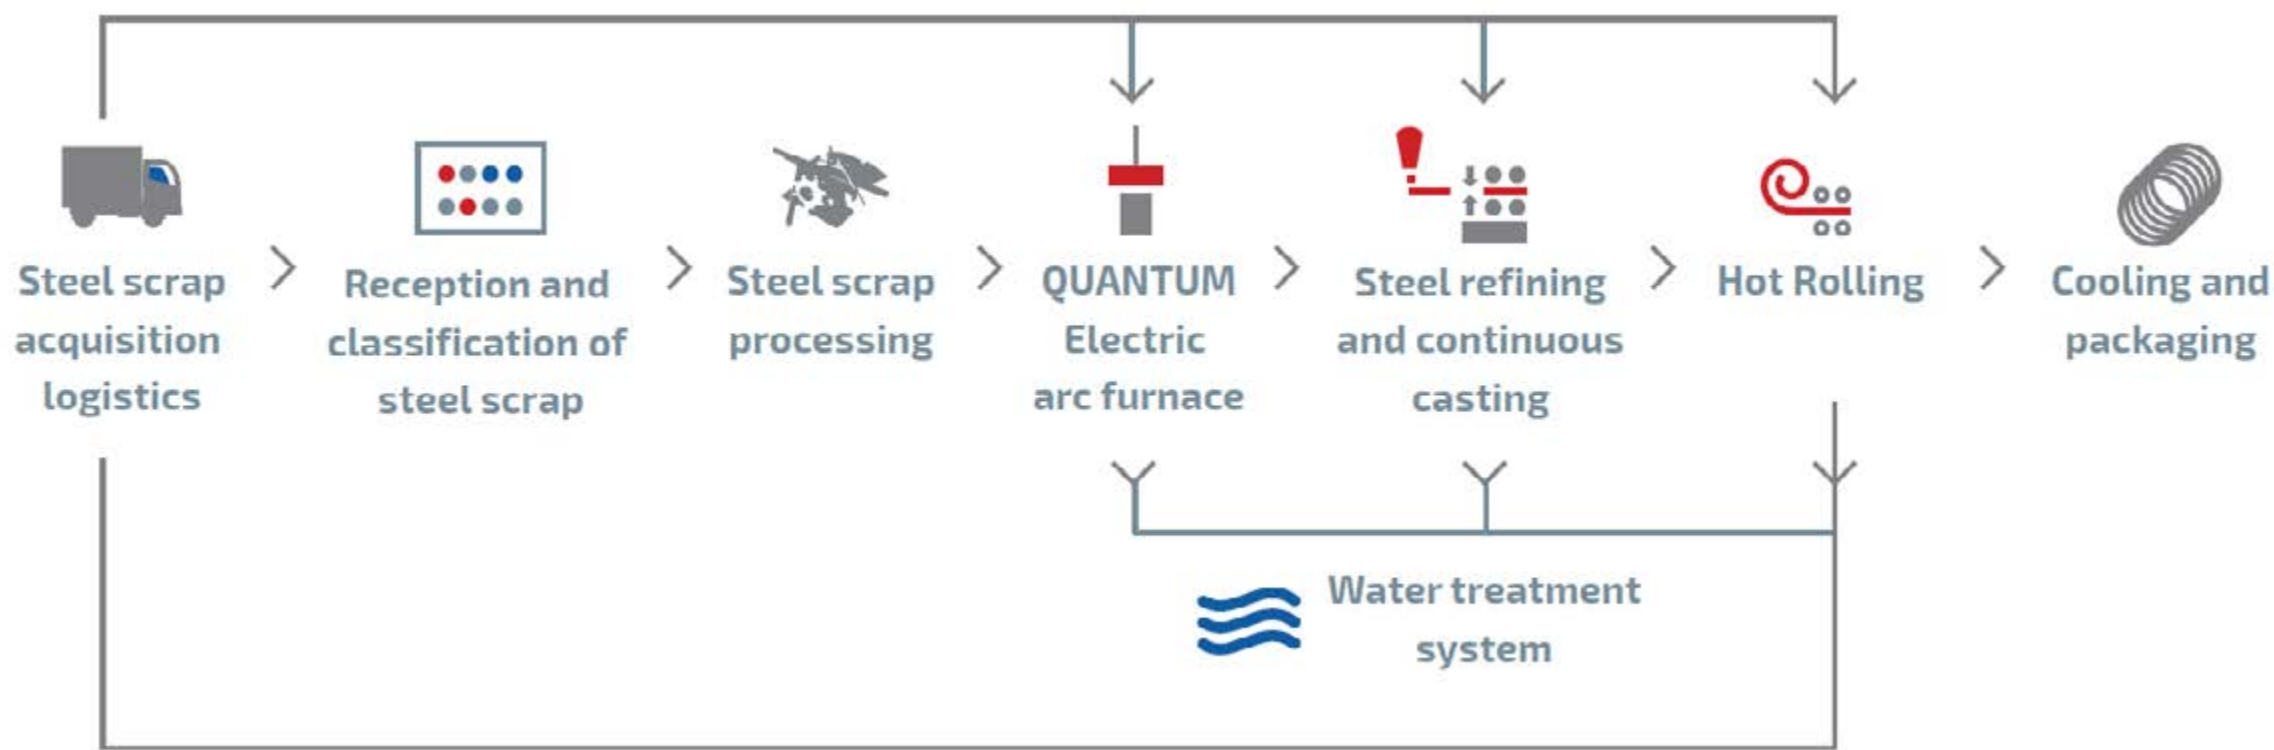 Steel scrap
acquisition
logistics
Reception and
classification of
steel scrap
Steel scrap
processing
QUANTUM
Electric
arc furnace
Steel refining
and continuous
casting
Hot Rolling
Cooling and
packaging
Water treatment
system